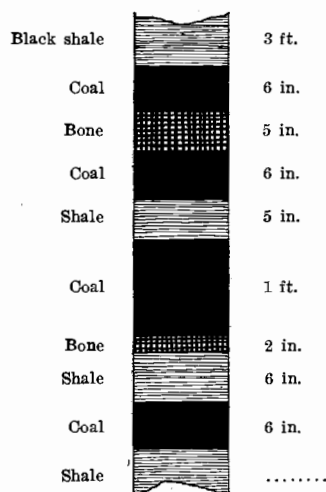 Black shale 3 ft.
Coal 6 in.
Bone 5 in.
Coal 6 in.
Shale 5 in.
Coal 1 ft.
Bone 2 in.
Shale 6 in.
Coal 6 in.
Shale ........